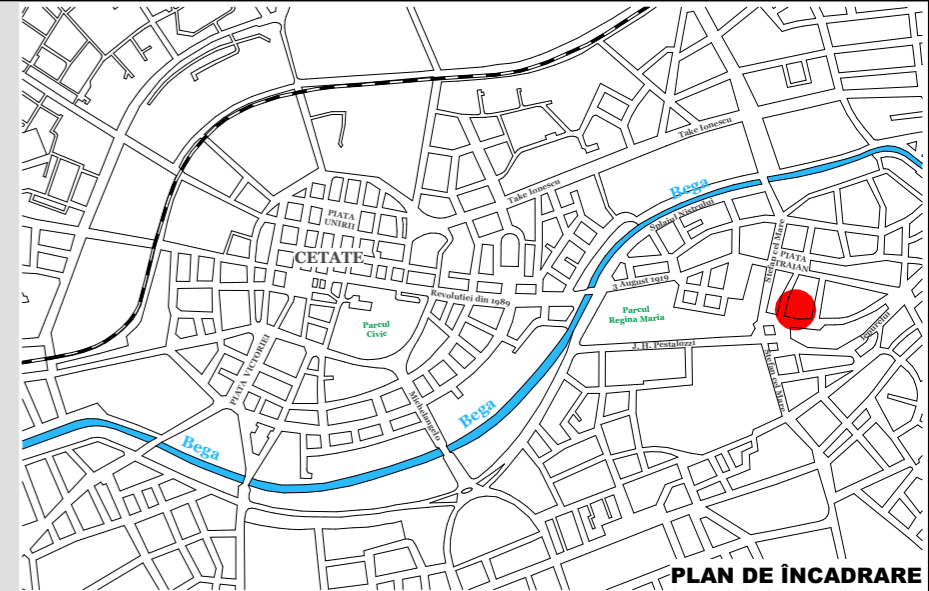 Take Ionescu
Take Ionescu
Bega
Splaiul Nistrului
PIATA
UNIRII
CETATE
Stefan cel Mare
PIATA
TRAIAN
3 August 1919
Revolutiei din 1989
Parcul
Regina Maria
Parcul
Civic
J. H. Pestalozzi
PIATA VICTORIEI
Michelangelo
Stefan cel Mare
Bega
Bega
PLAN DE ÎNCADRARE